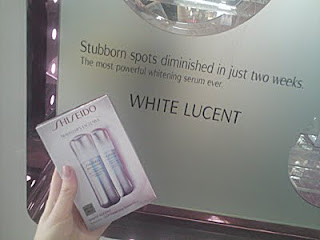 Stubborn spots diminished in just two weeks.
The most powerful whitening serum ever.
WHITE LUCENT
SHISEIDO